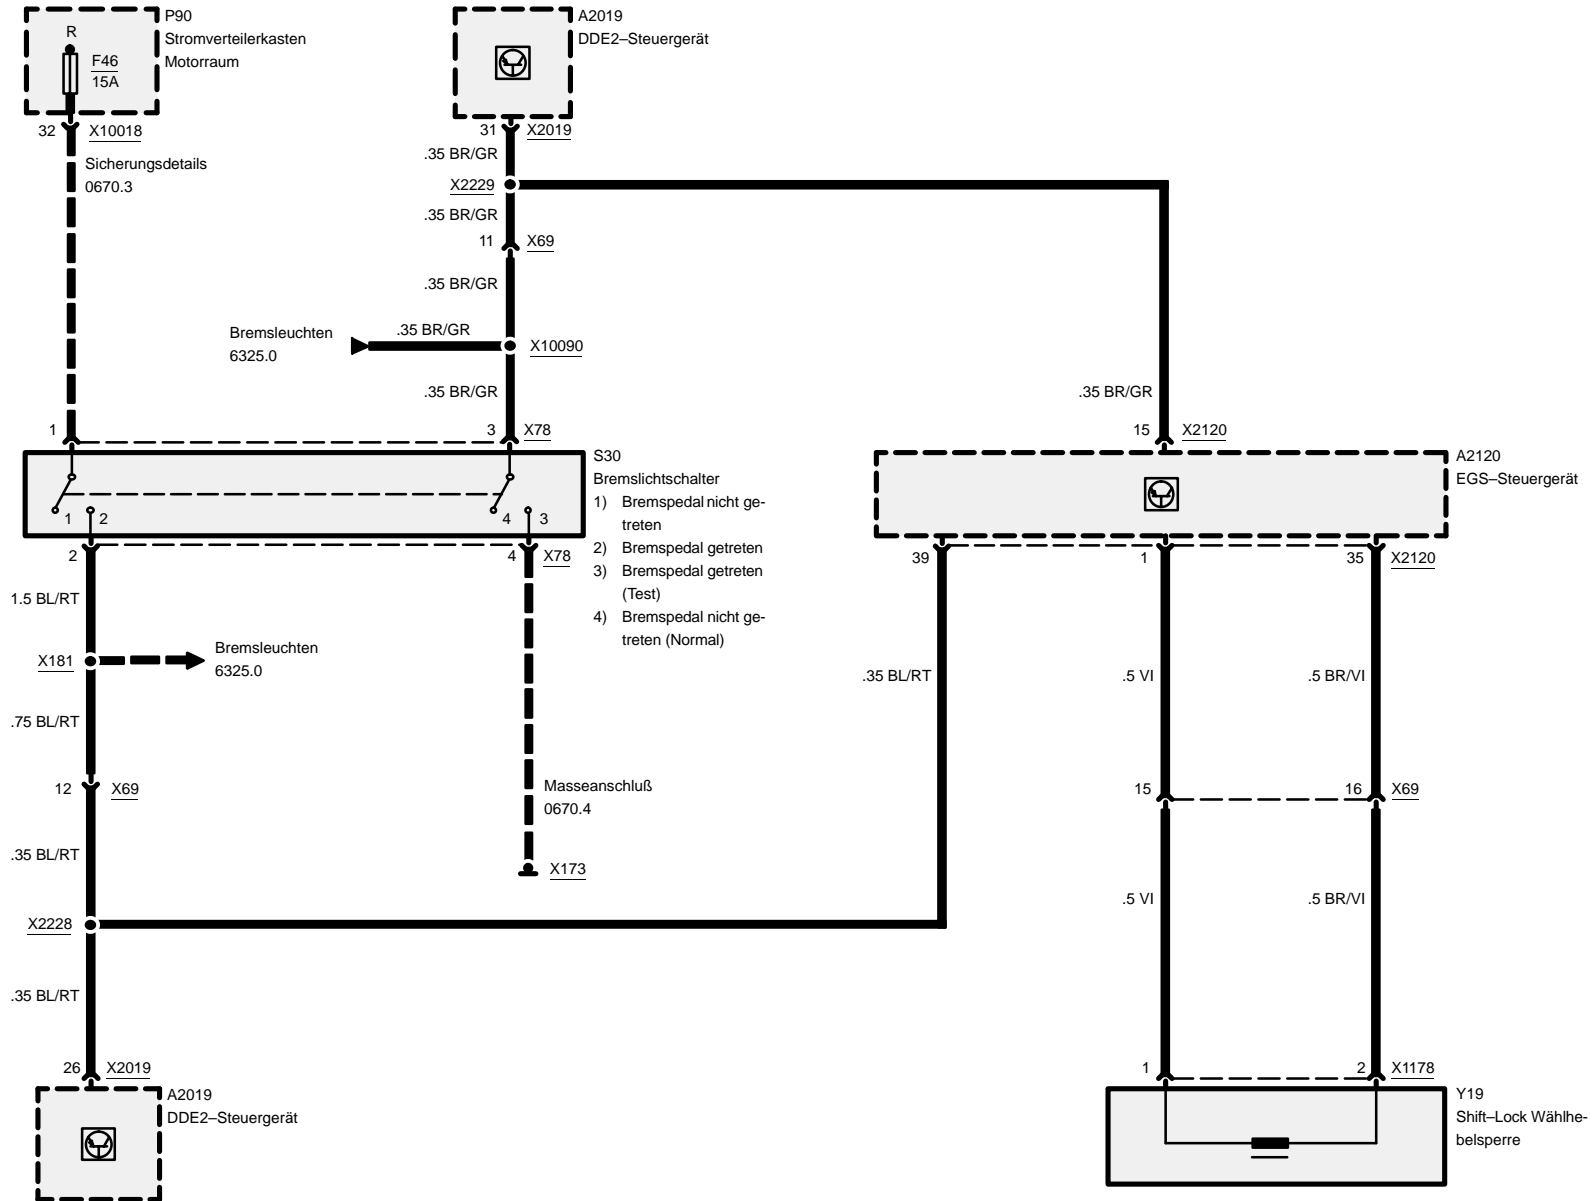 P90
Stromverteilerkasten
Motorraum
R
F46
15A
32
X10018
Sicherungsdetails
0670.3
A2019
DDE2–Steuergerät
31
X2019
.35 BR/GR
X2229
.35 BR/GR
11
X69
.35 BR/GR
Bremsleuchten
6325.0
.35 BR/GR
X10090
.35 BR/GR
.35 BR/GR
1
3
X78
15
X2120
S30
Bremslichtschalter
1) Bremspedal nicht ge-
treten
2) Bremspedal getreten
3) Bremspedal getreten
(Test)
4) Bremspedal nicht ge-
treten (Normal)
1
2
4
3
A2120
EGS–Steuergerät
2
4
X78
39
1
35
X2120
1.5 BL/RT
X181
Bremsleuchten
6325.0
.35 BL/RT
.5 VI
.5 BR/VI
.75 BL/RT
12
X69
Masseanschluß
0670.4
15
16
X69
.35 BL/RT
X173
X2228
.5 VI
.5 BR/VI
.35 BL/RT
26
X2019
A2019
DDE2–Steuergerät
1
2
X1178
Y19
Shift–Lock Wählhe-
belsperre